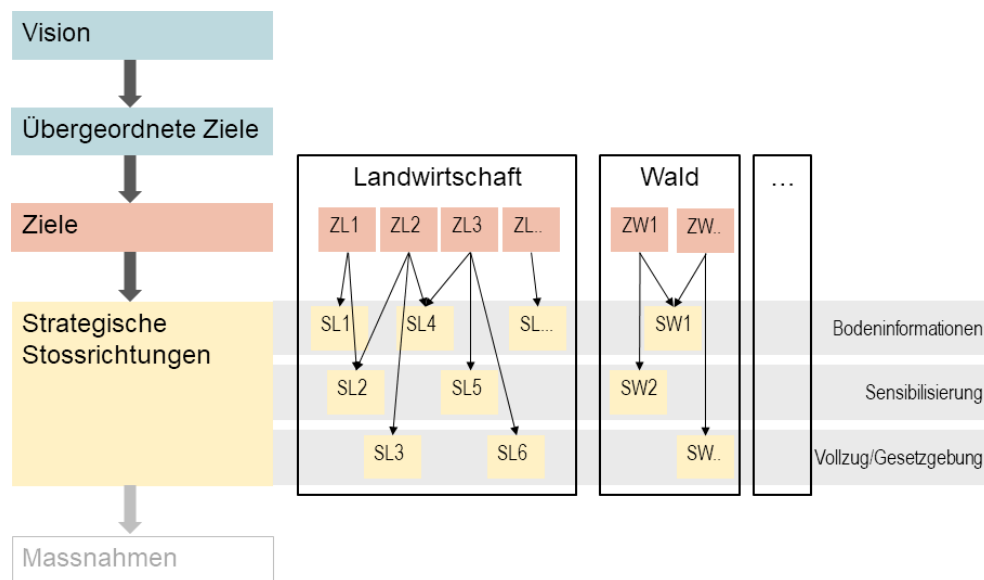 Vision
Übergeordnete Ziele
Landwirtschaft
Wald
...
Ziele
ZL1
ZL2
ZL3
ZL..
ZW1
ZW..
Strategische
Stossrichtungen
SL1
SL4
SL...
SW1
Bodeninformationen
SL2
SL5
SW2
Sensibilisierung
SL3
SL6
SW..
Vollzug/Gesetzgebung
Massnahmen